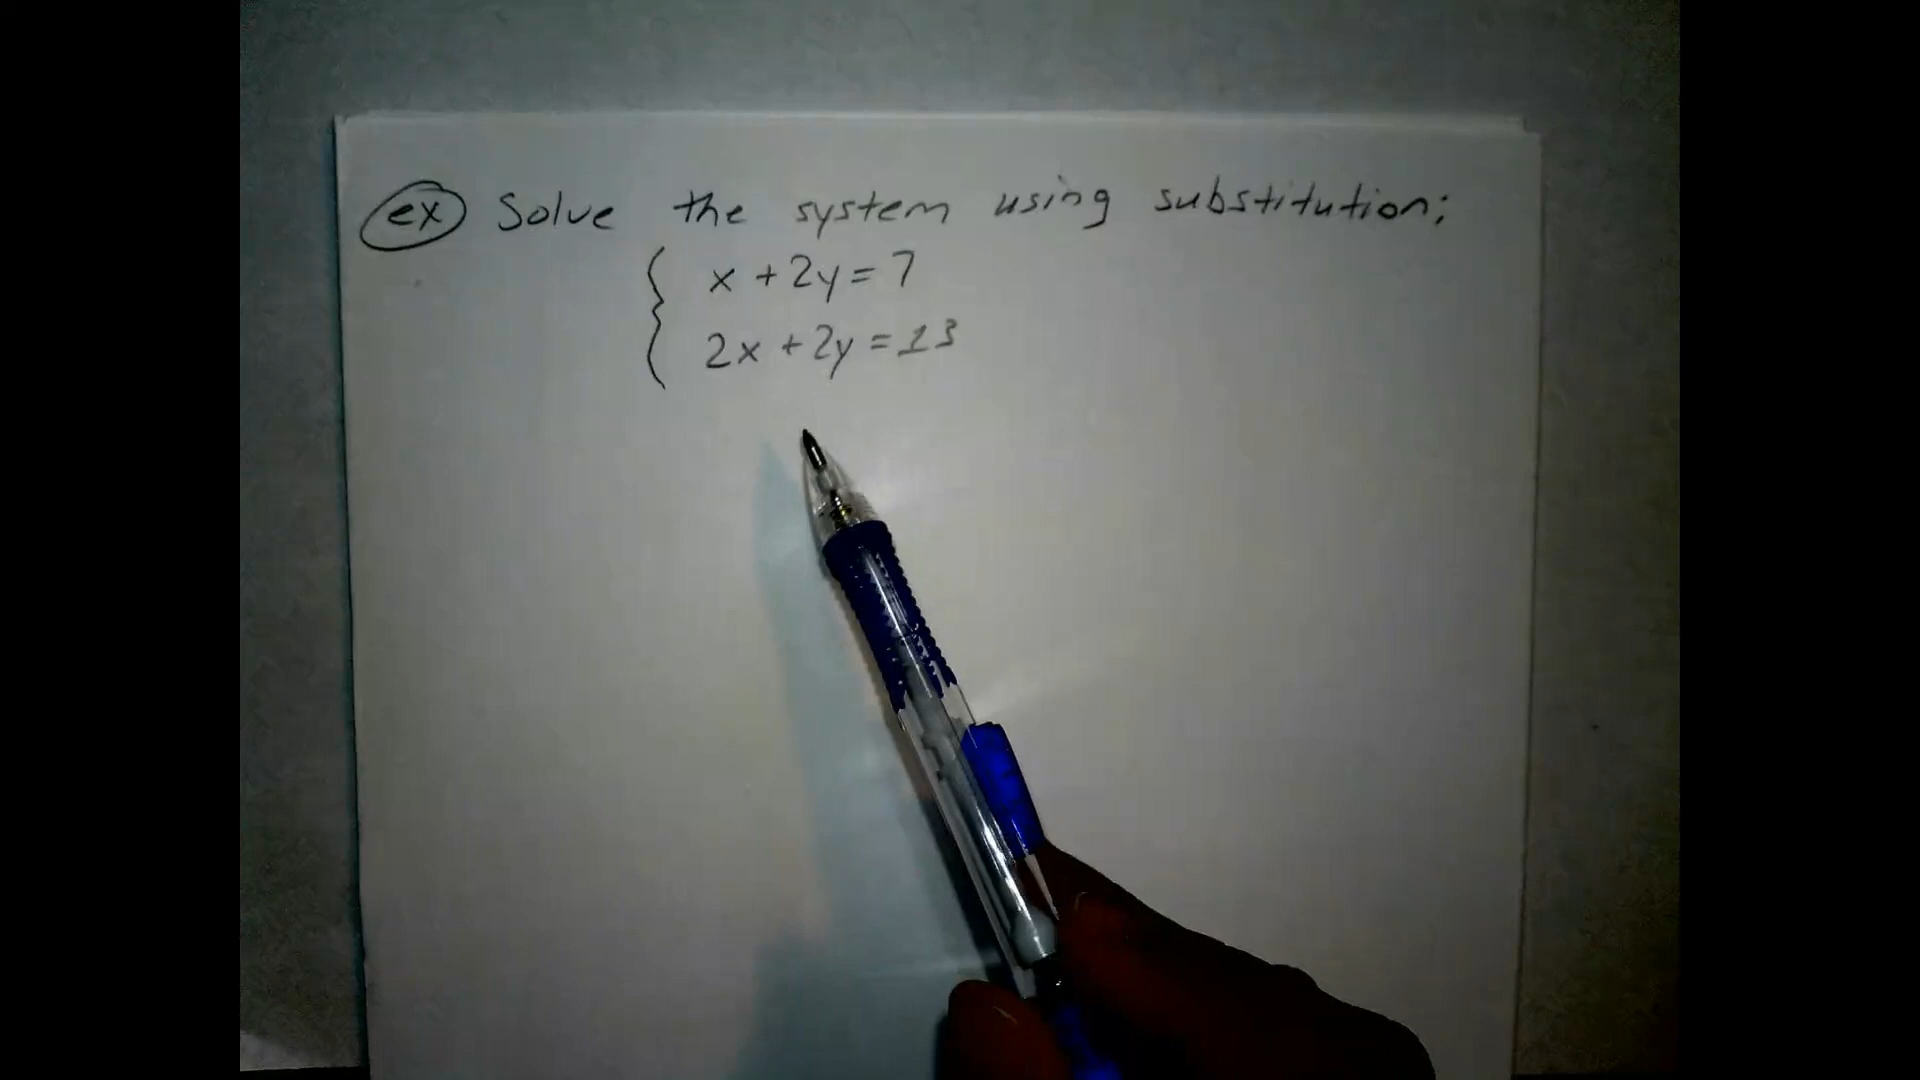 ex Solve the system using substitution:
x + 2y = 7
2x + 2y = 13